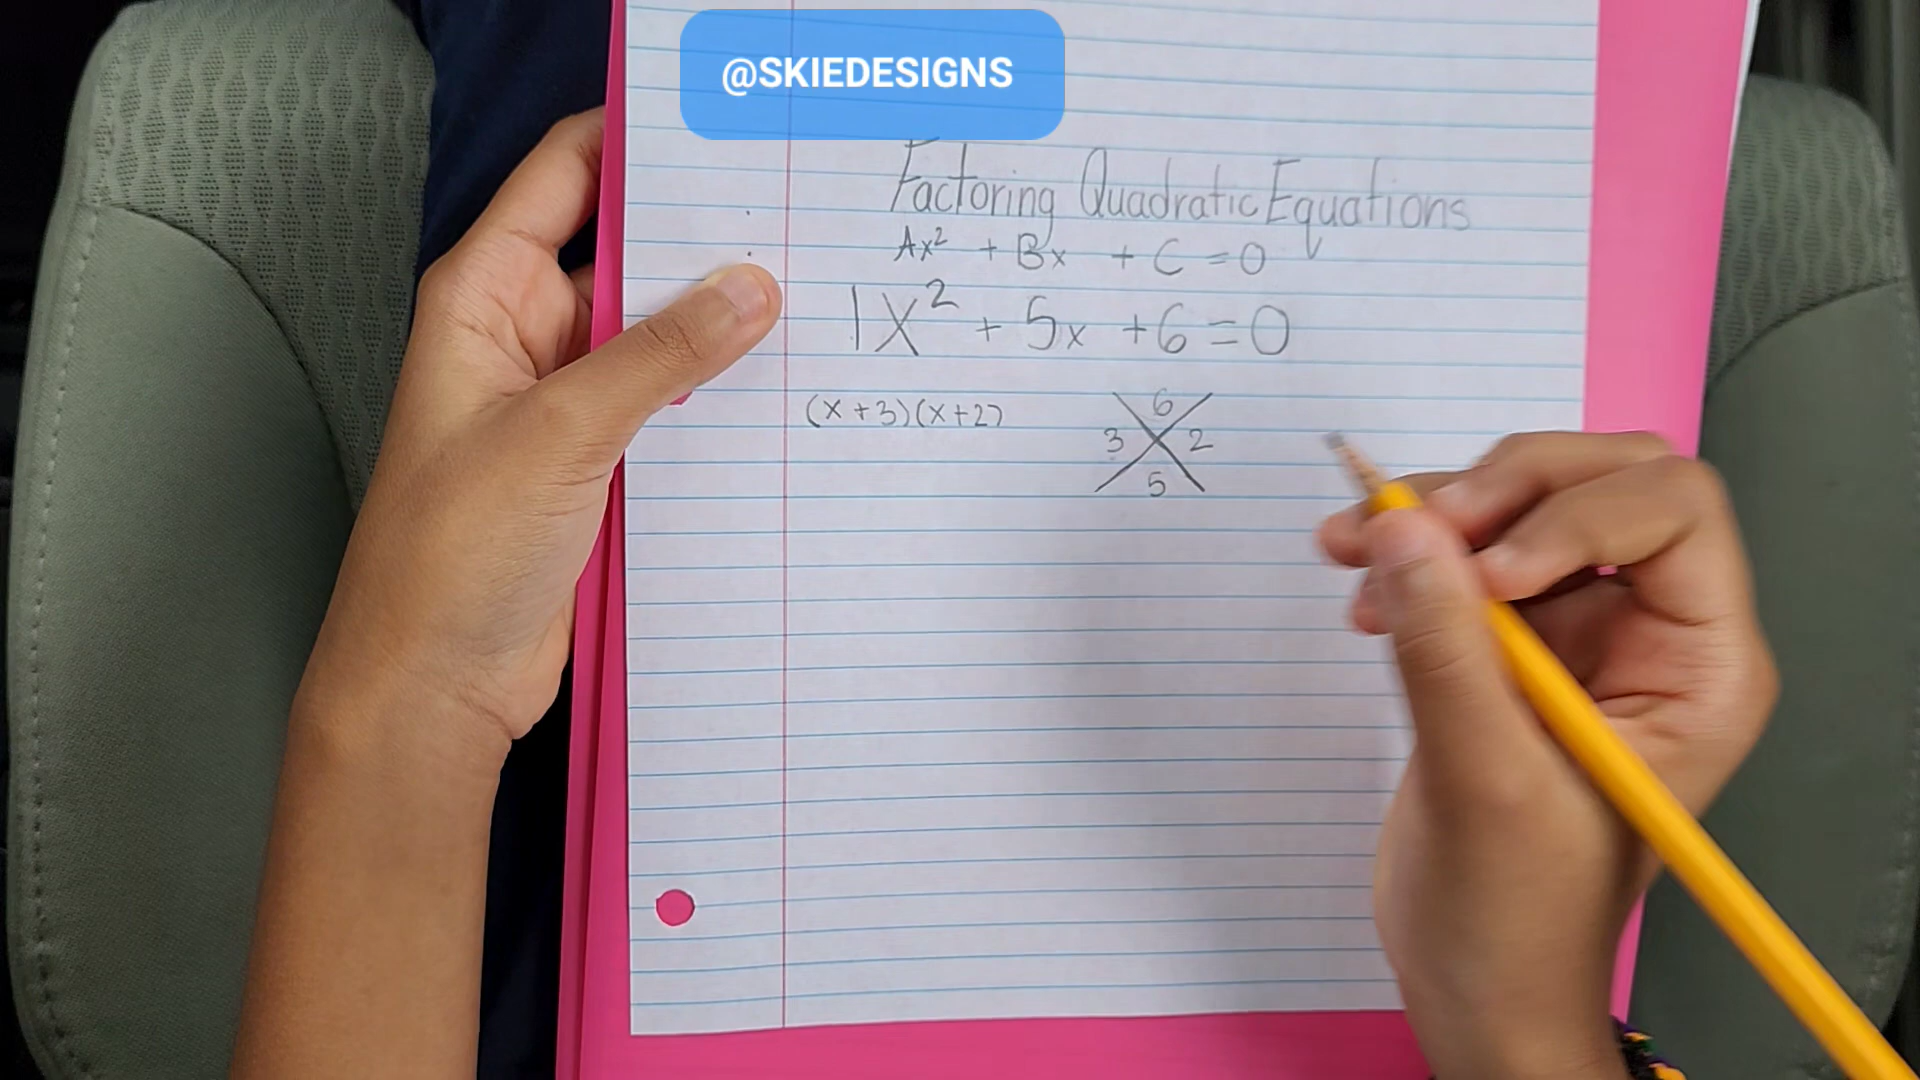 @SKIEDESIGNS
Factoring Quadratic Equations
Ax² + Bx + C = 0
1x² + 5x + 6 = 0
(x + 3)(x + 2)
6
3 2
5